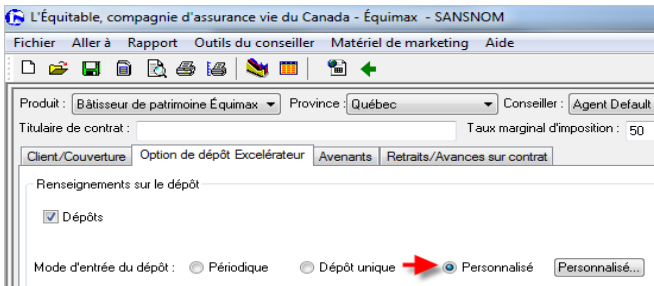 L'Équitable, compagnie d'assurance vie du Canada - Équimax - SANSNOM
Fichier Aller à Rapport Outils du conseiller Matériel de marketing Aide
Produit : Bâtisseur de patrimoine Équimax Province : Québec Conseiller : Agent Default
Titulaire de contrat : Taux marginal d'imposition : 50
Client/Couverture Option de dépôt Excelérateur Avenants Retraits/Avances sur contrat
Renseignements sur le dépôt
Dépôts
Mode d'entrée du dépôt : Périodique Dépôt unique Personnalisé Personnalisé...